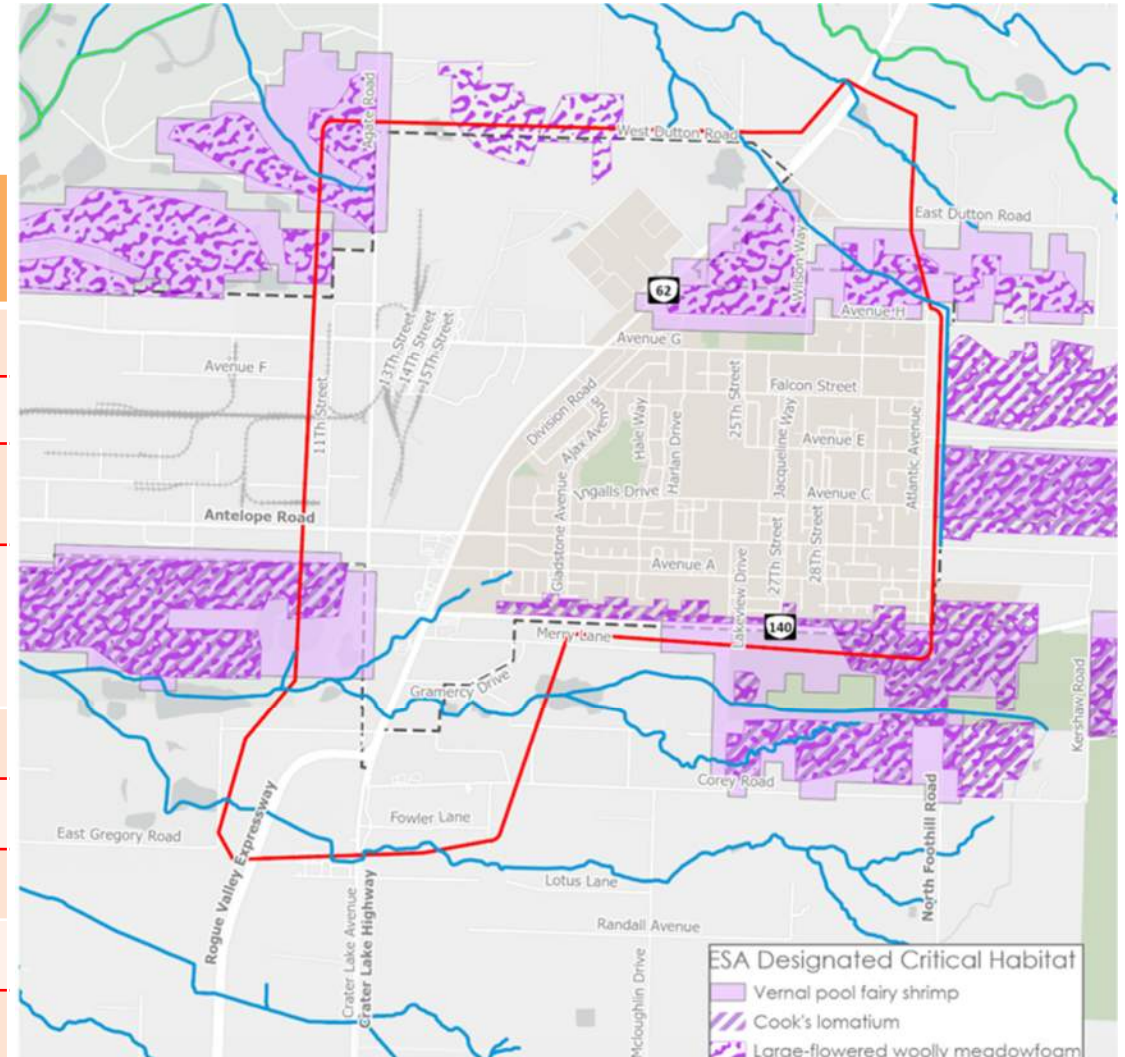 Agate Road
West Dutton Road
East Dutton Road
Wilson Way
62
Avenue H
Avenue G
13Th Street
14Th Street
15Th Street
Avenue F
11Th Street
Division Road
Ajax Avenue
Hale Way
Harlan Drive
25Th Street
Falcon Street
Jacqueline Way
Avenue E
Atlantic Avenue
Ingalls Drive
Avenue C
Antelope Road
Gladstone Avenue
Avenue A
27Th Street
28Th Street
Lakeview Drive
140
Merry Lane
Gramercy Drive
Kershaw Road
Corey Road
Fowler Lane
East Gregory Road
Rogue Valley Expressway
Lotus Lane
North Foothill Road
Crater Lake Avenue
Crater Lake Highway
Randall Avenue
Mcloughlin Drive
ESA Designated Critical Habitat
Vernal pool fairy shrimp
Cook's lomatium
Large-flowered woolly meadowfoam